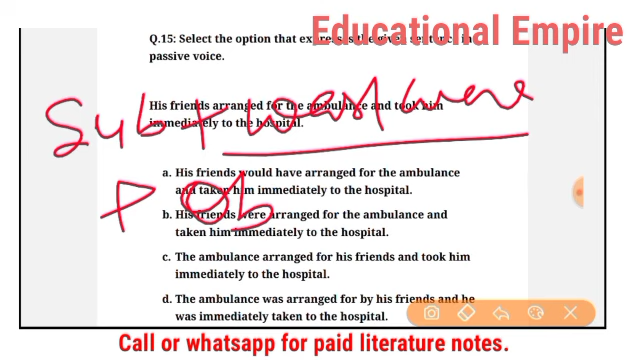 Educational Empire
Q.15: Select the option that expresses the given sentence in
passive voice.
His friends arranged for the ambulance and took him
immediately to the hospital.
Sub + was/were
+ Ob
a. His friends would have arranged for the ambulance
and taken him immediately to the hospital.
b. His friends were arranged for the ambulance and
taken him immediately to the hospital.
c. The ambulance arranged for his friends and took him
immediately to the hospital.
d. The ambulance was arranged for by his friends and he
was immediately taken to the hospital.
Call or whatsapp for paid literature notes.